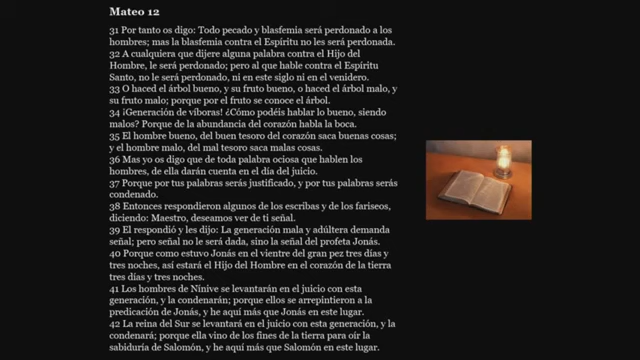 Mateo 12
31 Por tanto os digo: Todo pecado y blasfemia será perdonado a los
hombres; mas la blasfemia contra el Espíritu no les será perdonada.
32 A cualquiera que dijere alguna palabra contra el Hijo del
Hombre, le será perdonado; pero al que hable contra el Espíritu
Santo, no le será perdonado, ni en este siglo ni en el venidero.
33 O haced el árbol bueno, y su fruto bueno, o haced el árbol malo, y
su fruto malo; porque por el fruto se conoce el árbol.
34 ¡Generación de víboras! ¿Cómo podéis hablar lo bueno, siendo
malos? Porque de la abundancia del corazón habla la boca.
35 El hombre bueno, del buen tesoro del corazón saca buenas cosas;
y el hombre malo, del mal tesoro saca malas cosas.
36 Mas yo os digo que de toda palabra ociosa que hablen los
hombres, de ella darán cuenta en el día del juicio.
37 Porque por tus palabras serás justificado, y por tus palabras serás
condenado.
38 Entonces respondieron algunos de los escribas y de los fariseos,
diciendo: Maestro, deseamos ver de ti señal.
39 El respondió y les dijo: La generación mala y adúltera demanda
señal; pero señal no le será dada, sino la señal del profeta Jonás.
40 Porque como estuvo Jonás en el vientre del gran pez tres días y
tres noches, así estará el Hijo del Hombre en el corazón de la tierra
tres días y tres noches.
41 Los hombres de Nínive se levantarán en el juicio con esta
generación, y la condenarán; porque ellos se arrepintieron a la
predicación de Jonás, y he aquí más que Jonás en este lugar.
42 La reina del Sur se levantará en el juicio con esta generación, y la
condenará; porque ella vino de los fines de la tierra para oír la
sabiduría de Salomón, y he aquí más que Salomón en este lugar.